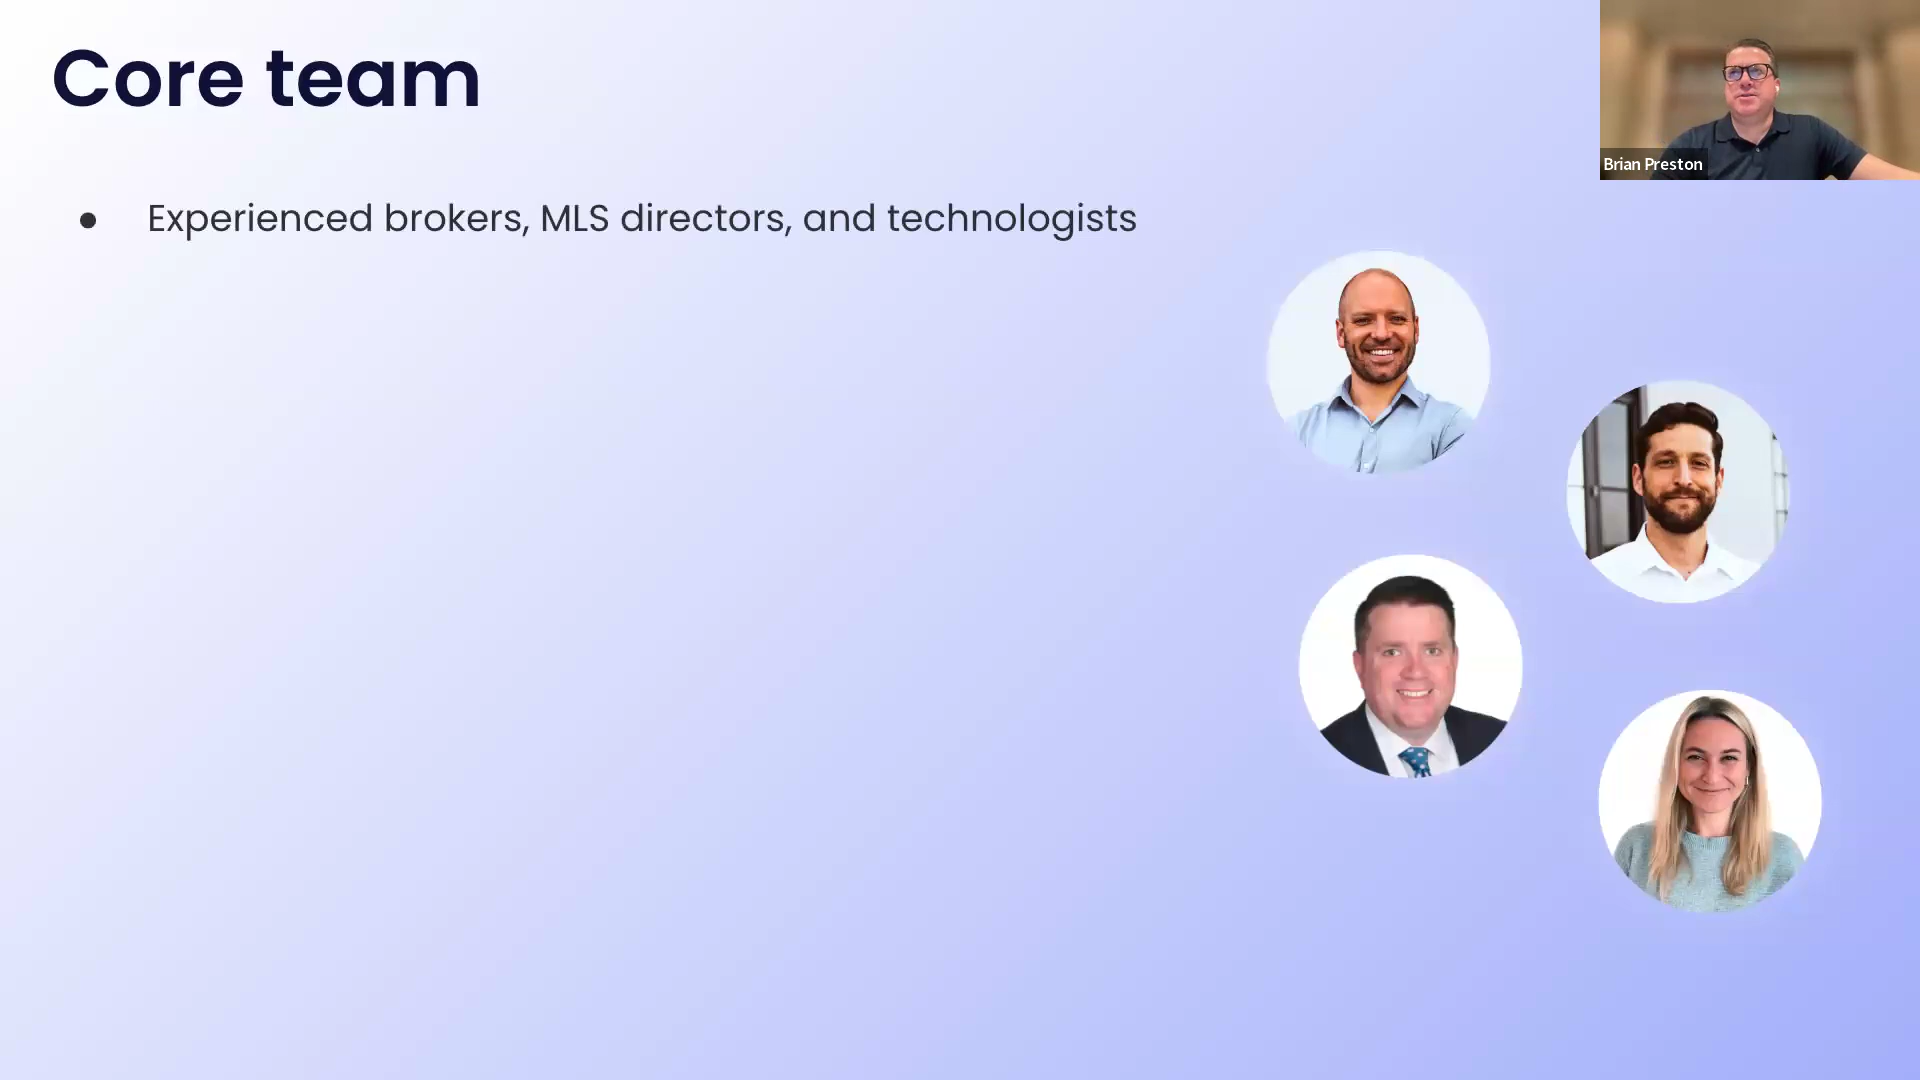 Core team
Brian Preston
● Experienced brokers, MLS directors, and technologists